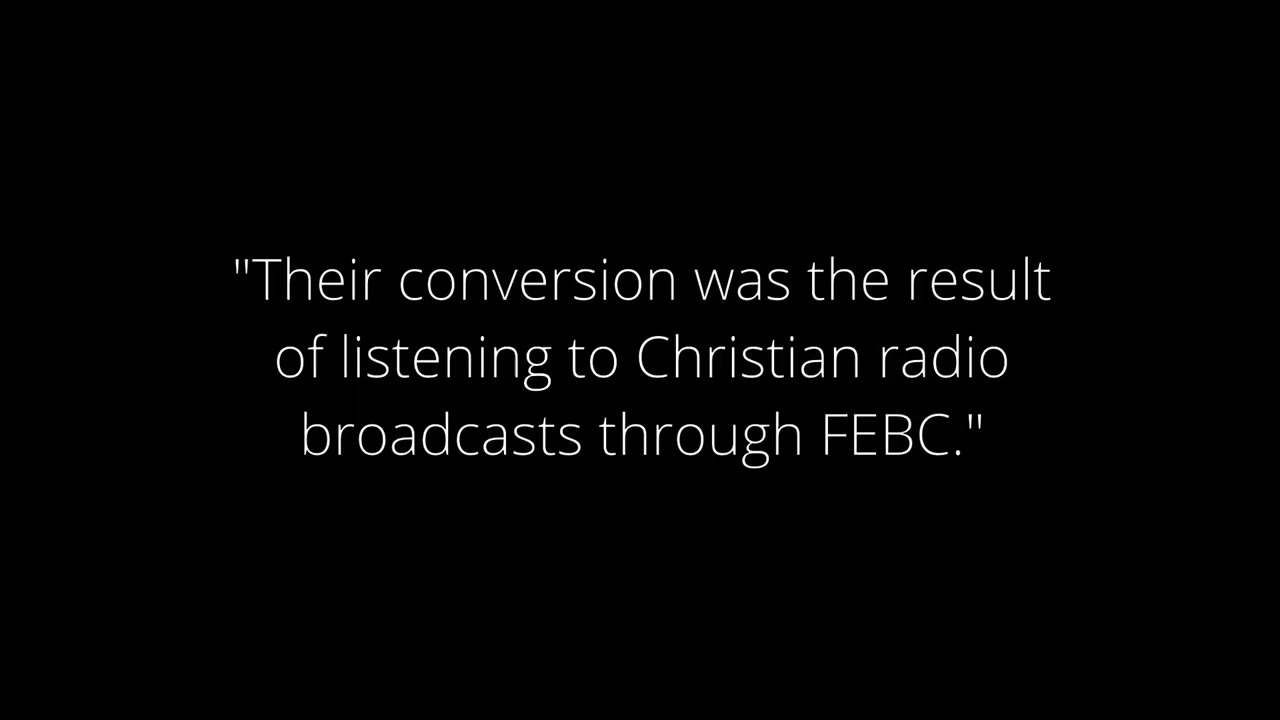 "Their conversion was the result
of listening to Christian radio
broadcasts through FEBC."